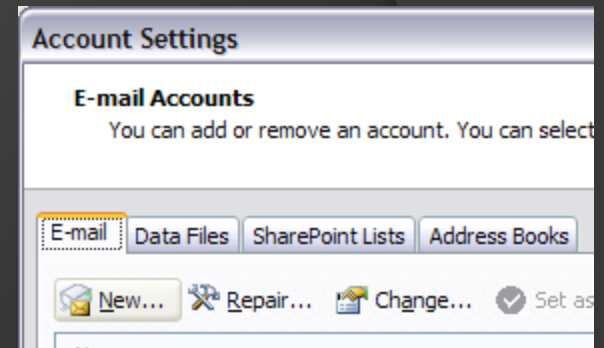 Account Settings
E-mail Accounts
You can add or remove an account. You can select
E-mail Data Files SharePoint Lists Address Books
New... Repair... Change... Set as